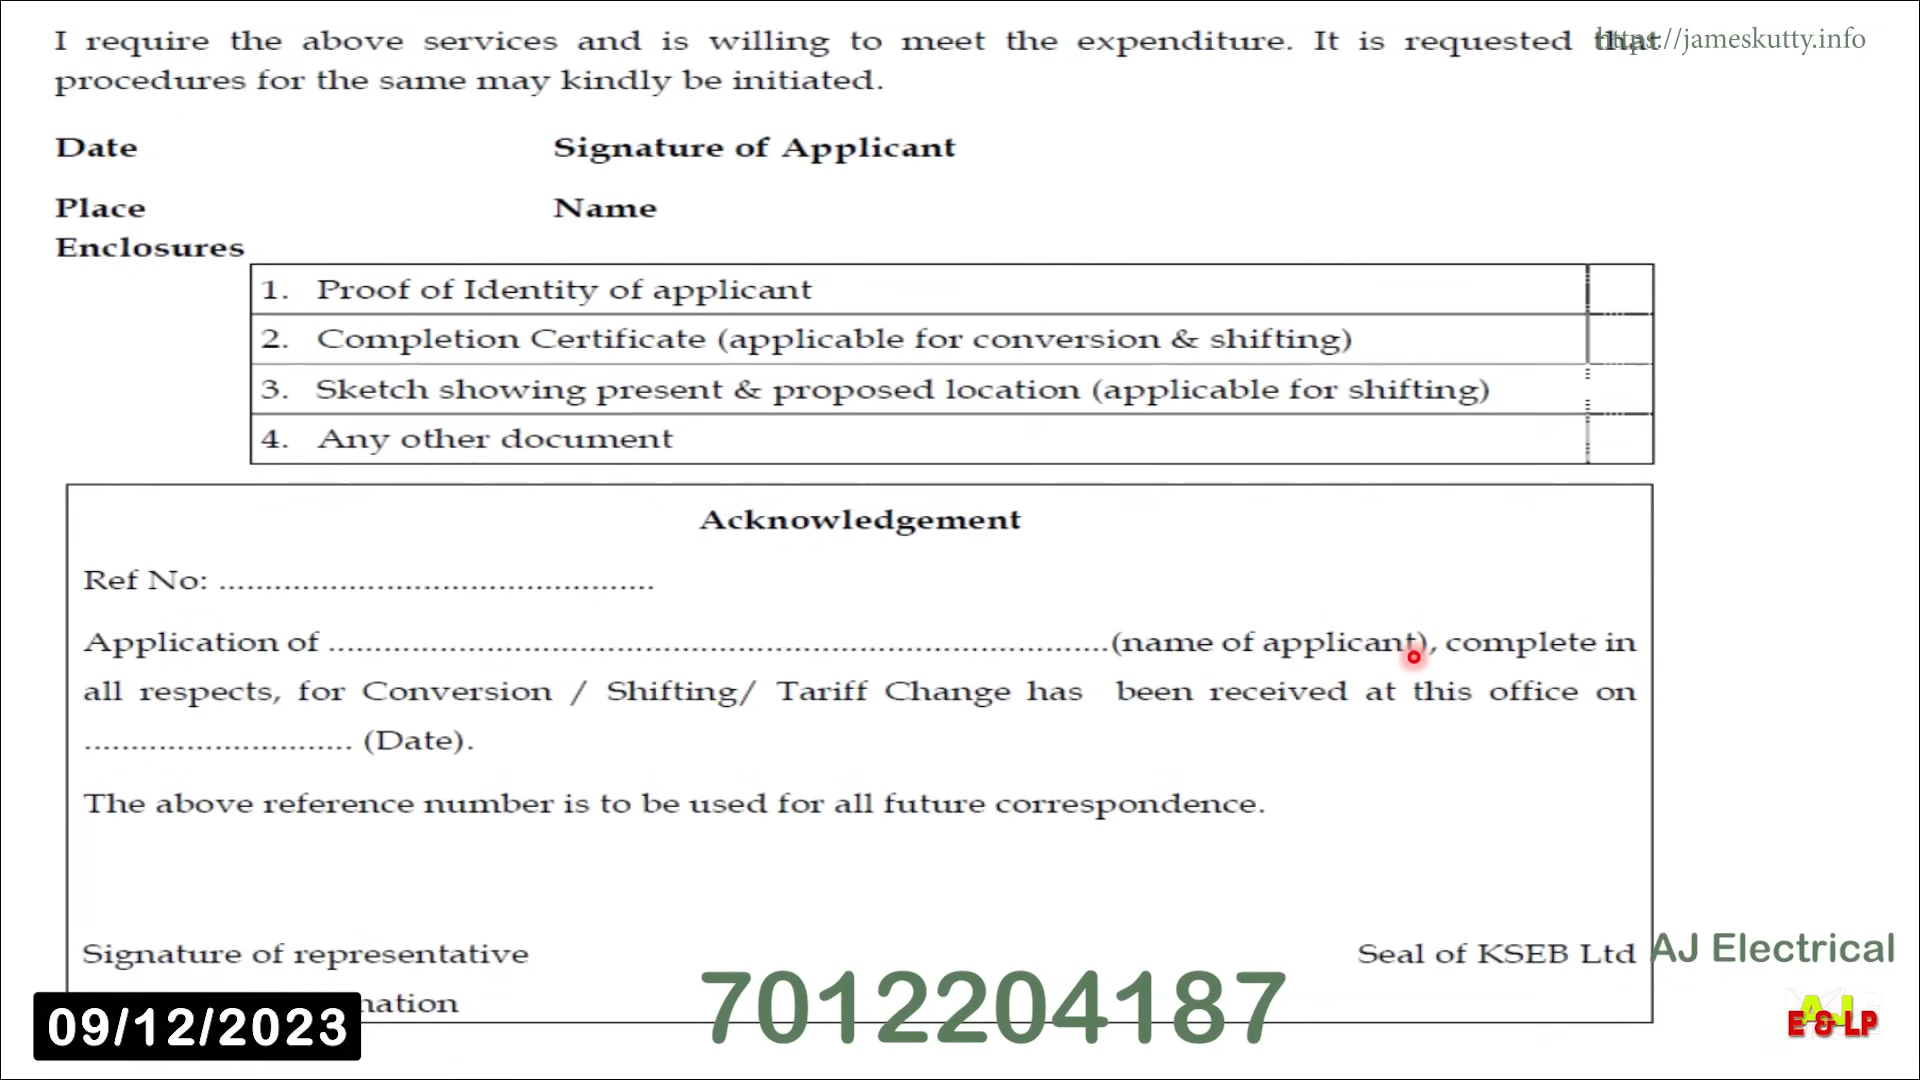 I require the above services and is willing to meet the expenditure. It is requested that
https://jameskutty.info
procedures for the same may kindly be initiated.
Date Signature of Applicant
Place Name
Enclosures
1. Proof of Identity of applicant
2. Completion Certificate (applicable for conversion & shifting)
3. Sketch showing present & proposed location (applicable for shifting)
4. Any other document
Acknowledgement
Ref No: ...............................................
Application of ....................................................................................(name of applicant), complete in
all respects, for Conversion / Shifting/ Tariff Change has been received at this office on
............................. (Date).
The above reference number is to be used for all future correspondence.
Signature of representative Seal of KSEB Ltd
AJ Electrical
09/12/2023
7012204187
AJ
E & LP